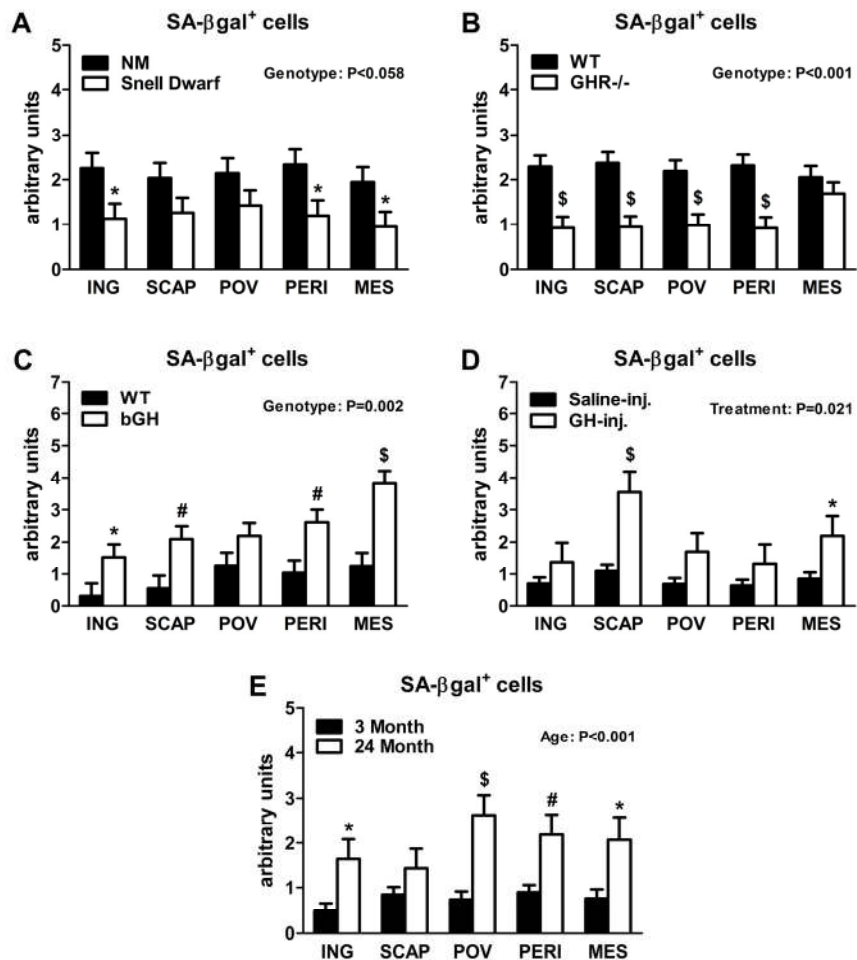 A
SA-βgal⁺ cells
NM
Snell Dwarf
Genotype: P<0.058
arbitrary units
5
4
3
2
1
0
*
*
*
ING SCAP POV PERI MES
B
SA-βgal⁺ cells
WT
GHR-/-
Genotype: P<0.001
arbitrary units
5
4
3
2
1
0
$
$
$
$
ING SCAP POV PERI MES
C
SA-βgal⁺ cells
WT
bGH
Genotype: P=0.002
arbitrary units
7
6
5
4
3
2
1
0
*
#
#
$
ING SCAP POV PERI MES
D
SA-βgal⁺ cells
Saline-inj.
GH-inj.
Treatment: P=0.021
arbitrary units
7
6
5
4
3
2
1
0
$
*
ING SCAP POV PERI MES
E
SA-βgal⁺ cells
3 Month
24 Month
Age: P<0.001
arbitrary units
5
4
3
2
1
0
*
$
#
*
ING SCAP POV PERI MES